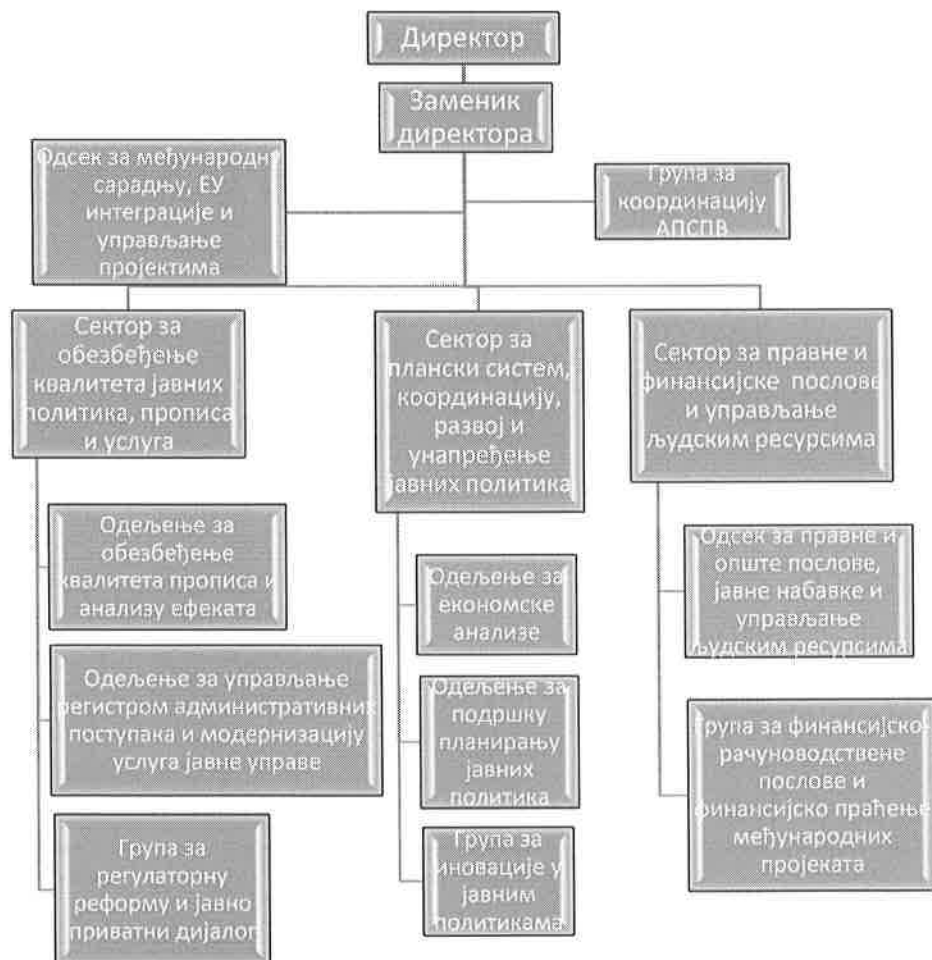 Директор
Заменик
директора
Одсек за међународну
сарадњу, ЕУ
интеграције и
управљање
пројектима
Група за
координацију
АПСПВ
Сектор за
обезбеђење
квалитета јавних
политика, прописа
и услуга
Сектор за
плански систем,
координацију,
развој и
унапређење
јавних политика
Сектор за правне и
финансијске послове
и управљање
људским ресурсима
Одељење за
обезбеђење
квалитета прописа и
анализу ефеката
Одељење за управљање
регистром административних
поступака и модернизацију
услуга јавне управе
Група за
регулаторну
реформу и јавно
приватни дијалог
Одељење за
економске
анализе
Одељење за
подршку
планирању
јавних
политика
Група за
иновације у
јавним
политикама
Одсек за правне и
опште послове,
јавне набавке и
управљање
људским ресурсима
Група за финансијско-
рачуноводствене
послове и
финансијско праћење
међународних
пројеката